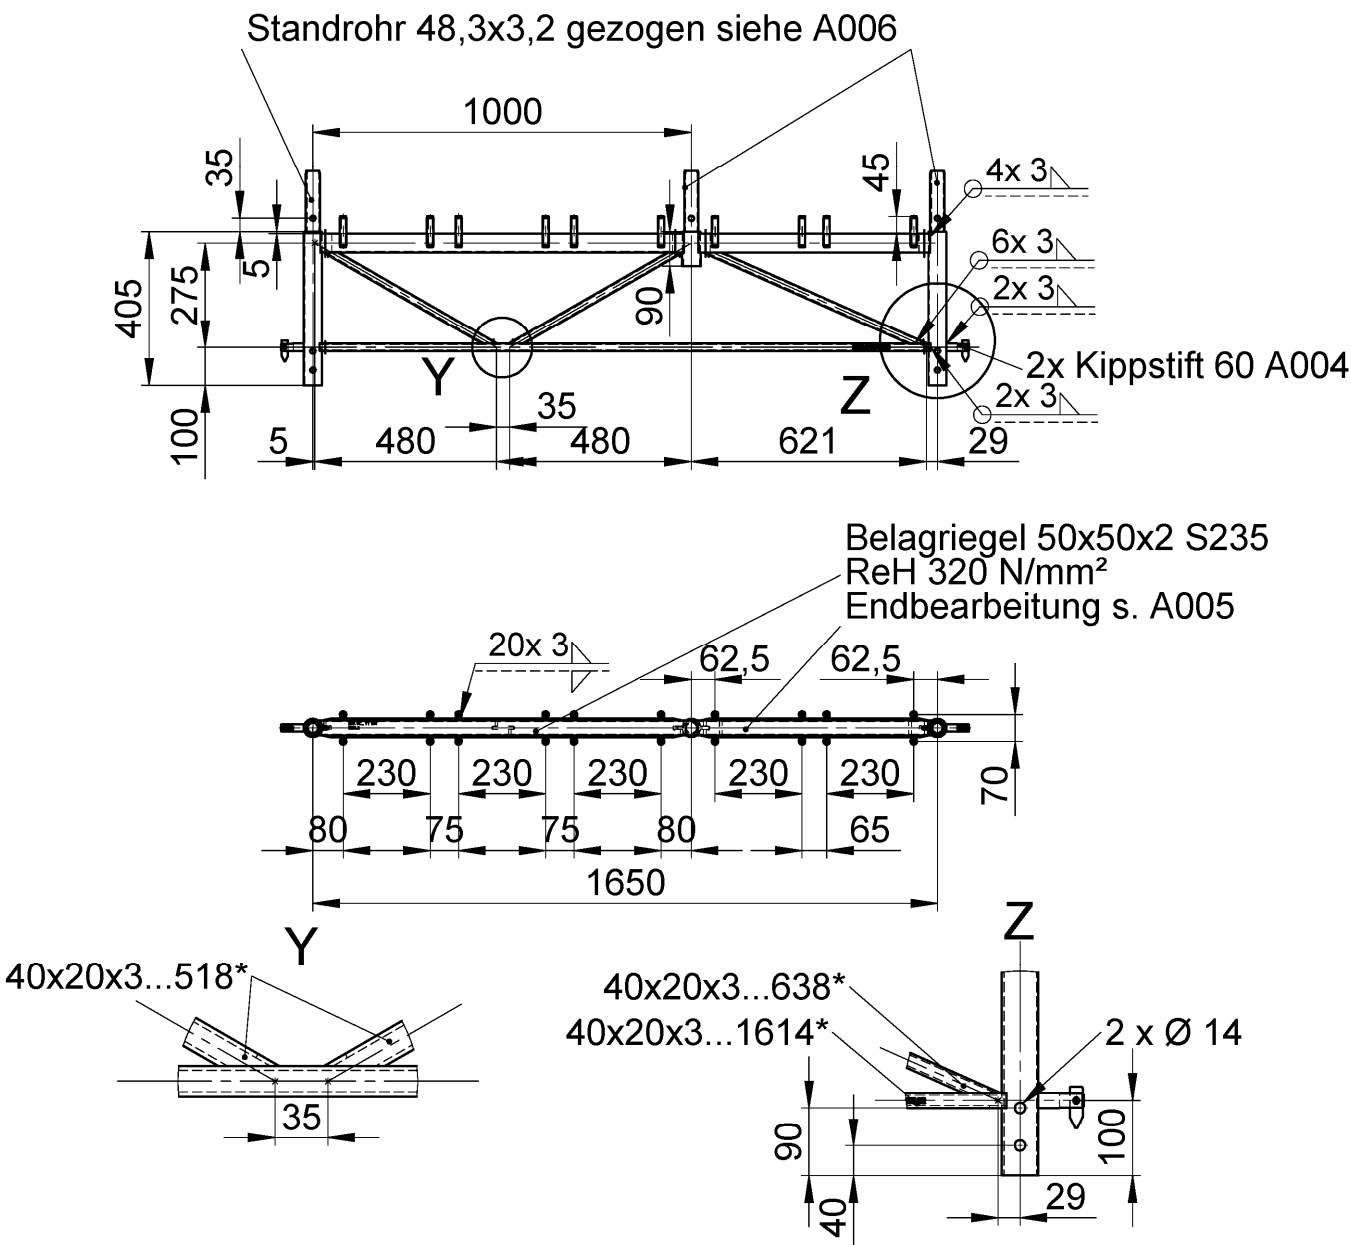 Standrohr 48,3x3,2 gezogen siehe A006
1000
35
45
4x 3
6x 3
2x 3
5
275
405
90
2x Kippstift 60 A004
Y
Z
2x 3
35
100
5
480
480
621
29
Belagriegel 50x50x2 S235
ReH 320 N/mm²
Endbearbeitung s. A005
20x 3
62,5
62,5
230
230
230
230
230
70
80
75
75
80
65
1650
Y
Z
40x20x3...518*
40x20x3...638*
40x20x3...1614*
2 x Ø 14
35
90
100
40
29